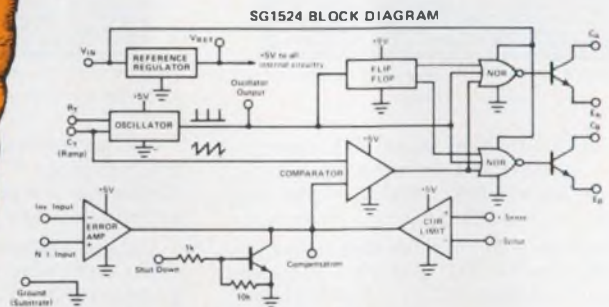 SG1524 BLOCK DIAGRAM
VIN
REFERENCE
REGULATOR
VREF
+5V to all
internal circuitry
Oscillator
Output
+5V
FLIP
FLOP
NOR
CA
EA
RT
CT
(Ramp)
+5V
OSCILLATOR
COMPARATOR
+5V
NOR
CB
EB
Inv Input
N I Input
+5V
ERROR
AMP
Shut Down
1k
10k
Compensation
+5V
CUR
LIMIT
+ Sense
- Sense
Ground
(Substrate)